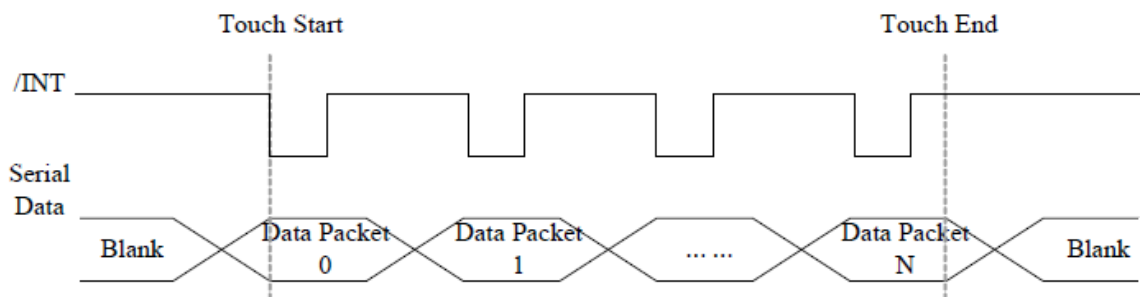 Touch Start
Touch End
/INT
Serial
Data
Blank
Data Packet
0
Data Packet
1
... ...
Data Packet
N
Blank